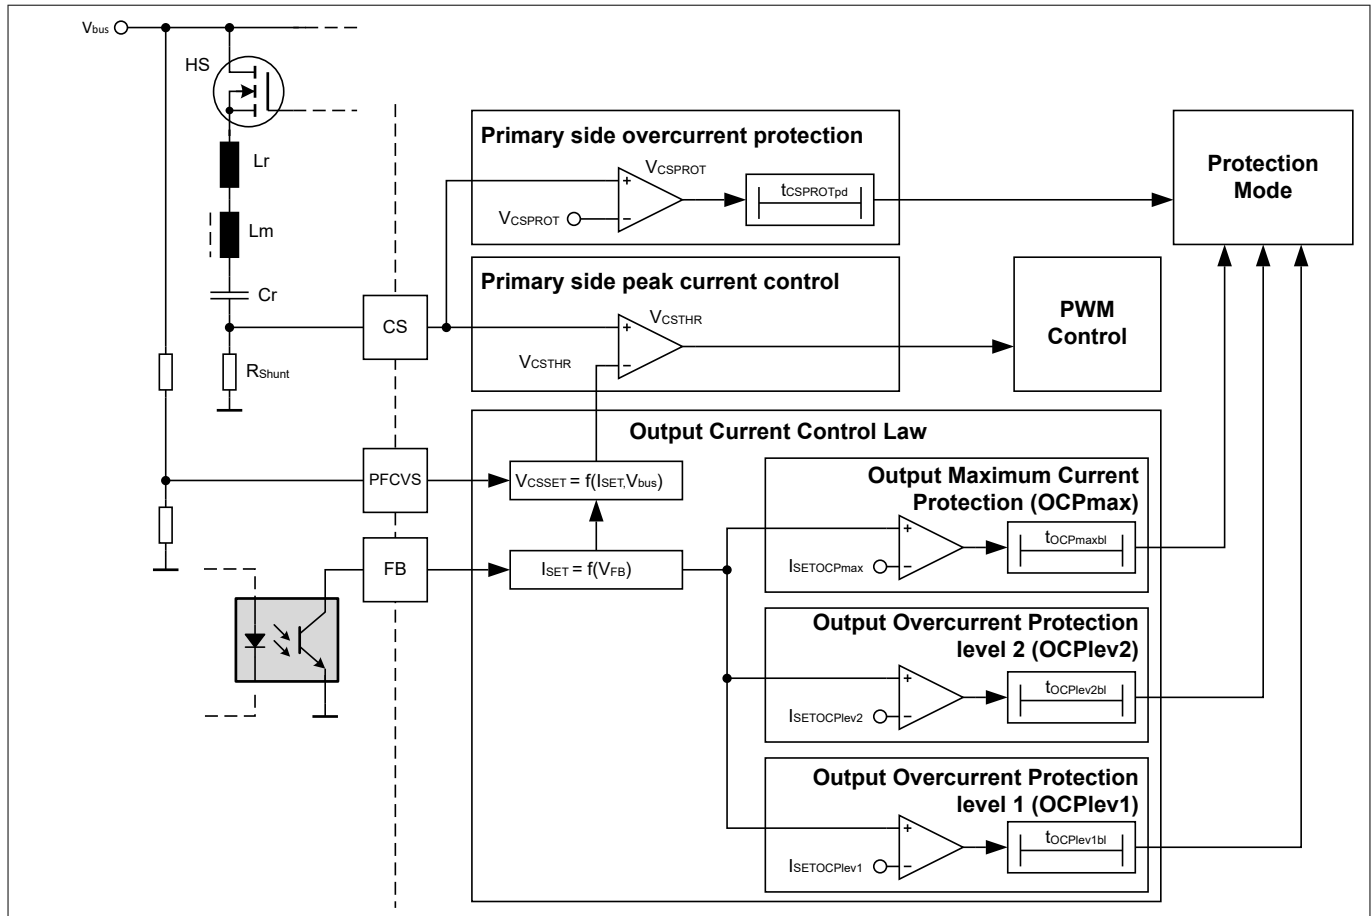 Vbus
HS
Lr
Lm
Cr
RShunt
CS
PFCVS
FB
Primary side overcurrent protection
VCSPROT
VCSPROT
tCSPROTpd
Protection
Mode
Primary side peak current control
VCSTHR
VCSTHR
PWM
Control
Output Current Control Law
VCSSET = f(ISET,Vbus)
ISET = f(VFB)
Output Maximum Current
Protection (OCPmax)
ISETOCPmax
tOCPmaxbl
Output Overcurrent Protection
level 2 (OCPlev2)
ISETOCPlev2
tOCPlev2bl
Output Overcurrent Protection
level 1 (OCPlev1)
ISETOCPlev1
tOCPlev1bl